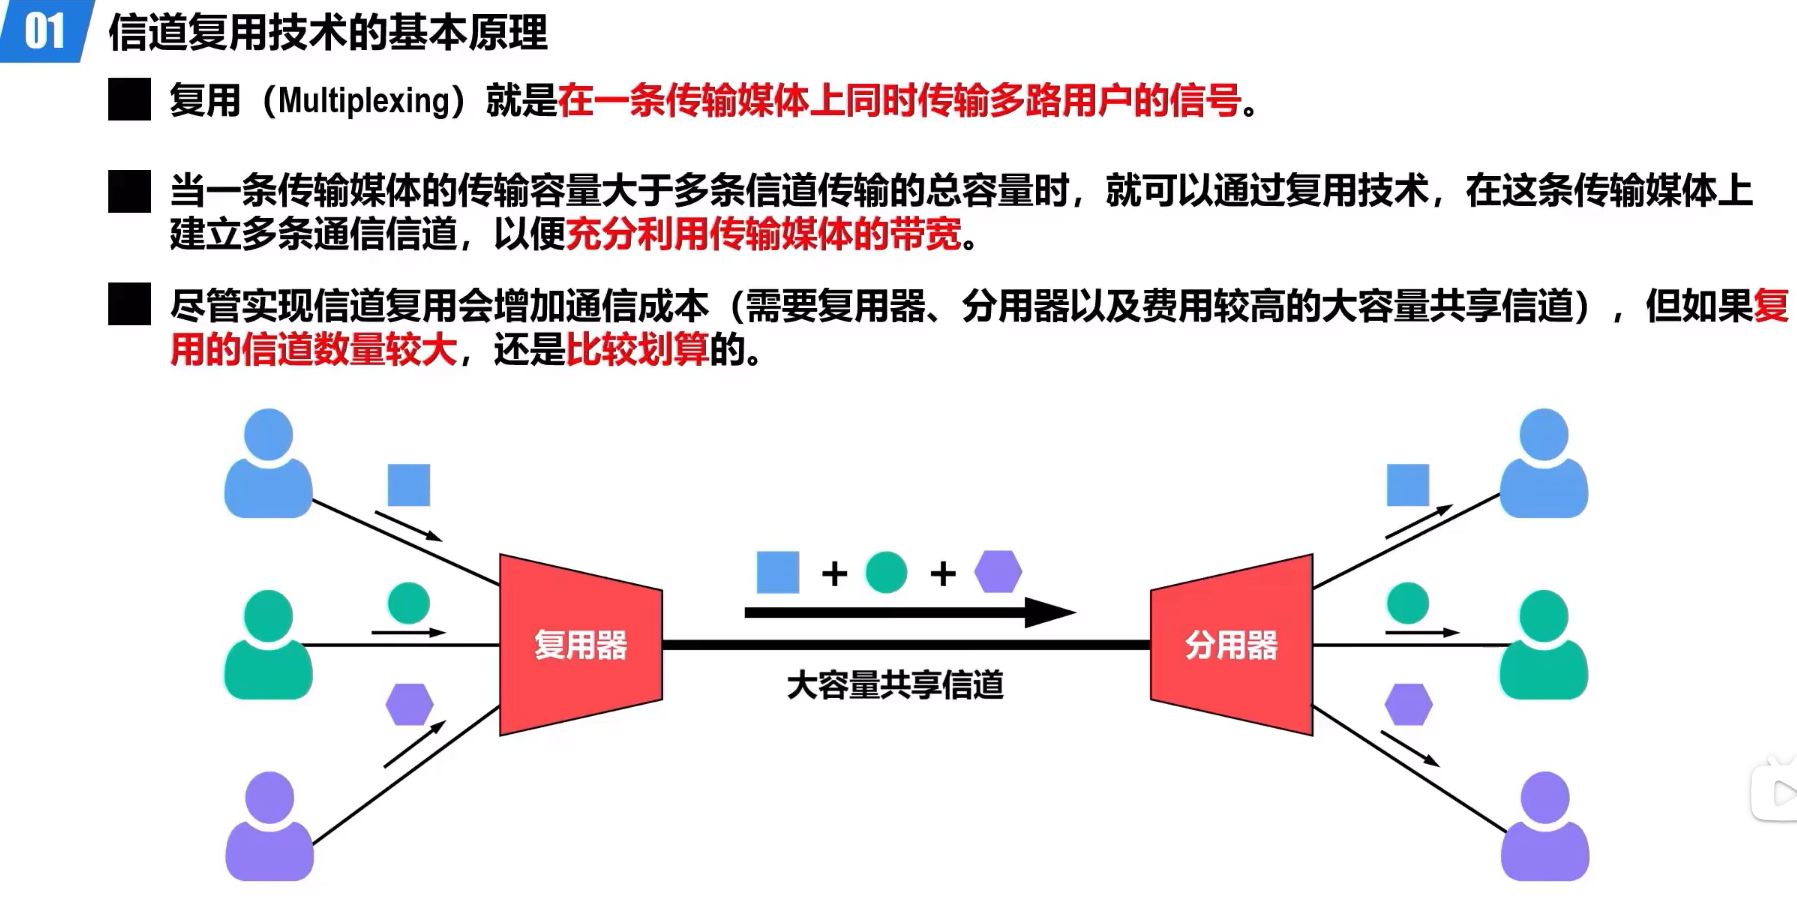 01 信道复用技术的基本原理
复用（Multiplexing）就是在一条传输媒体上同时传输多路用户的信号。
当一条传输媒体的传输容量大于多条信道传输的总容量时，就可以通过复用技术，在这条传输媒体上
建立多条通信信道，以便充分利用传输媒体的带宽。
尽管实现信道复用会增加通信成本（需要复用器、分用器以及费用较高的大容量共享信道），但如果复
用的信道数量较大，还是比较划算的。
+ +
复用器
分用器
大容量共享信道